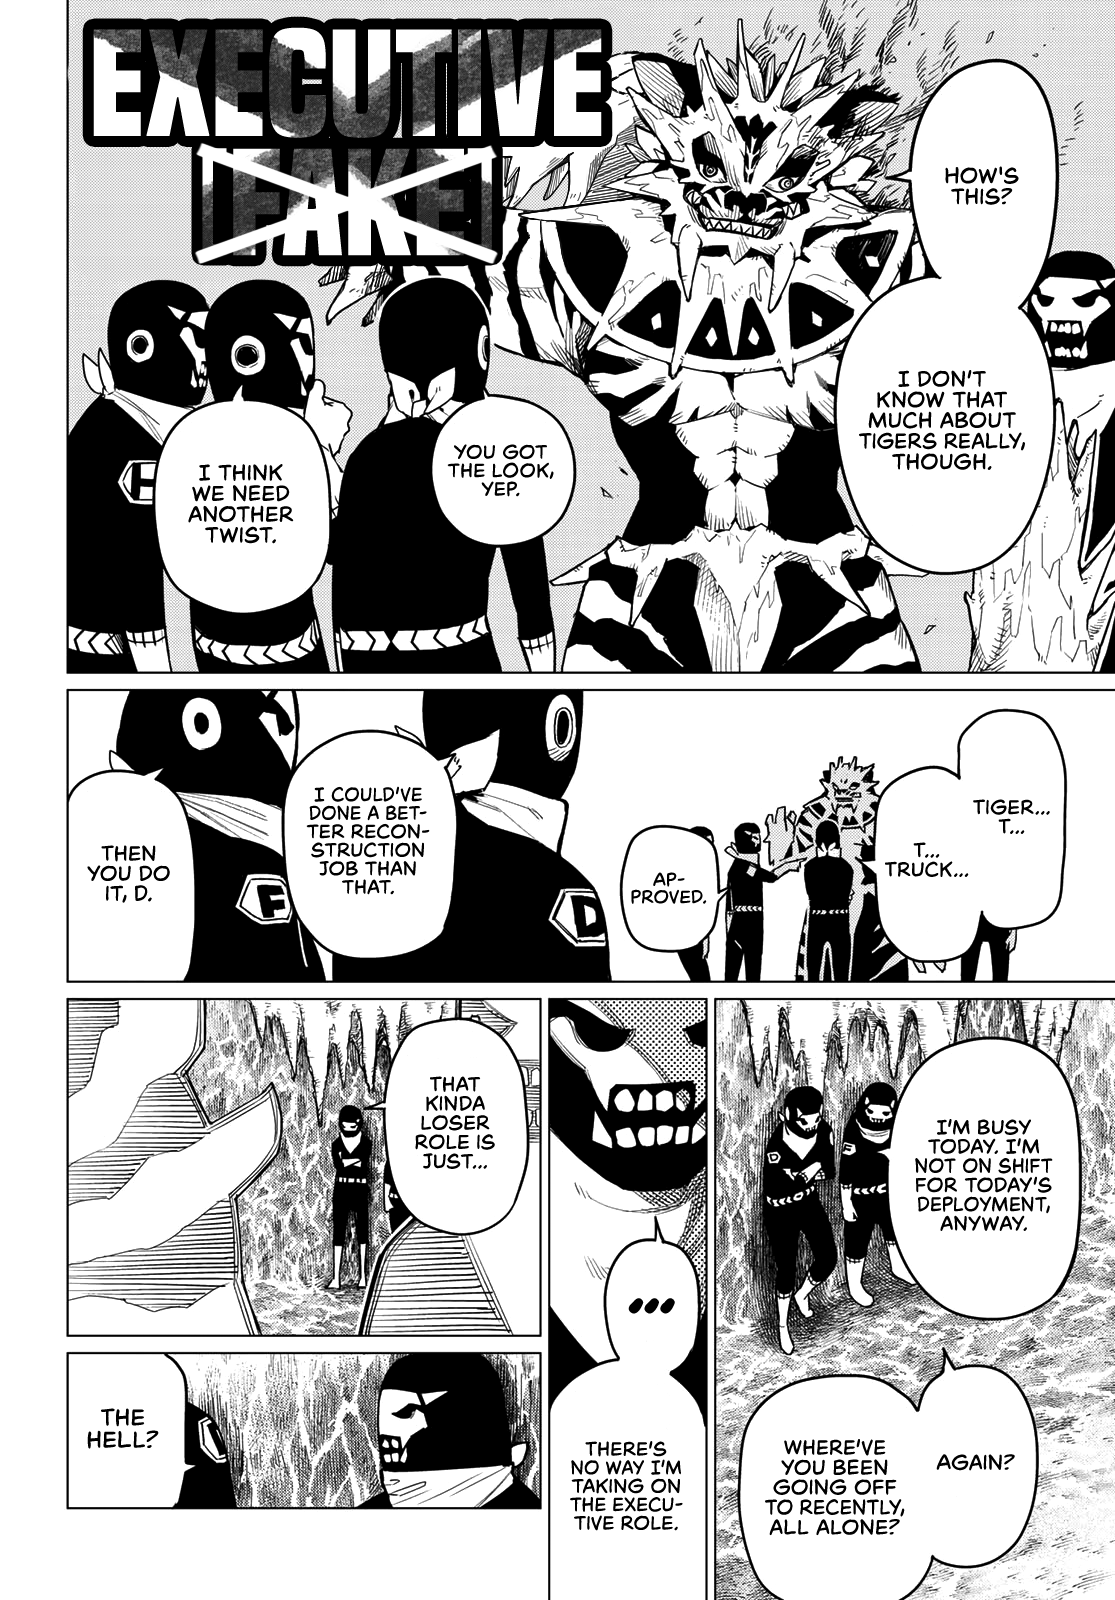 EXECUTIVE
[FAKE]
HOW'S
THIS?
I DON'T
KNOW THAT
MUCH ABOUT
TIGERS REALLY,
THOUGH.
YOU GOT
THE LOOK,
YEP.
I THINK
WE NEED
ANOTHER
TWIST.
H
TIGER...
T...
T...
TRUCK...
AP-
PROVED.
I COULD'VE
DONE A BET-
TER RECON-
STRUCTION
JOB THAN
THAT.
D
THEN
YOU DO
IT, D.
F
I'M BUSY
TODAY. I'M
NOT ON SHIFT
FOR TODAY'S
DEPLOYMENT,
ANYWAY.
D
F
AGAIN?
WHERE'VE
YOU BEEN
GOING OFF
TO RECENTLY,
ALL ALONE?
...
THERE'S
NO WAY I'M
TAKING ON
THE EXECU-
TIVE ROLE.
THAT
KINDA
LOSER
ROLE IS
JUST...
THE
HELL?